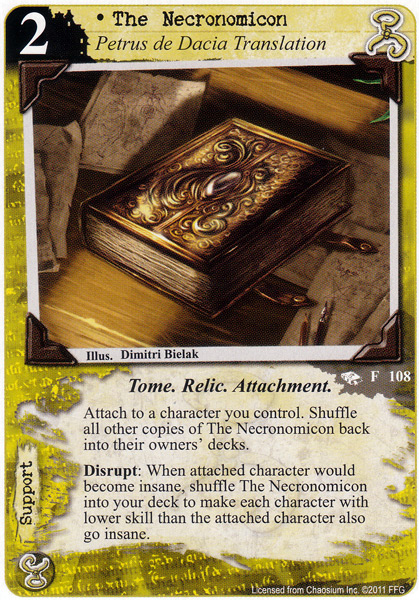 2
• The Necronomicon
Petrus de Dacia Translation
Illus. Dimitri Bielak
Tome. Relic. Attachment.
F 108
Attach to a character you control. Shuffle
all other copies of The Necronomicon back
into their owners' decks.
Disrupt: When attached character would
become insane, shuffle The Necronomicon
into your deck to make each character with
lower skill than the attached character also
go insane.
Support
Licensed from Chaosium Inc. ©2011 FFG